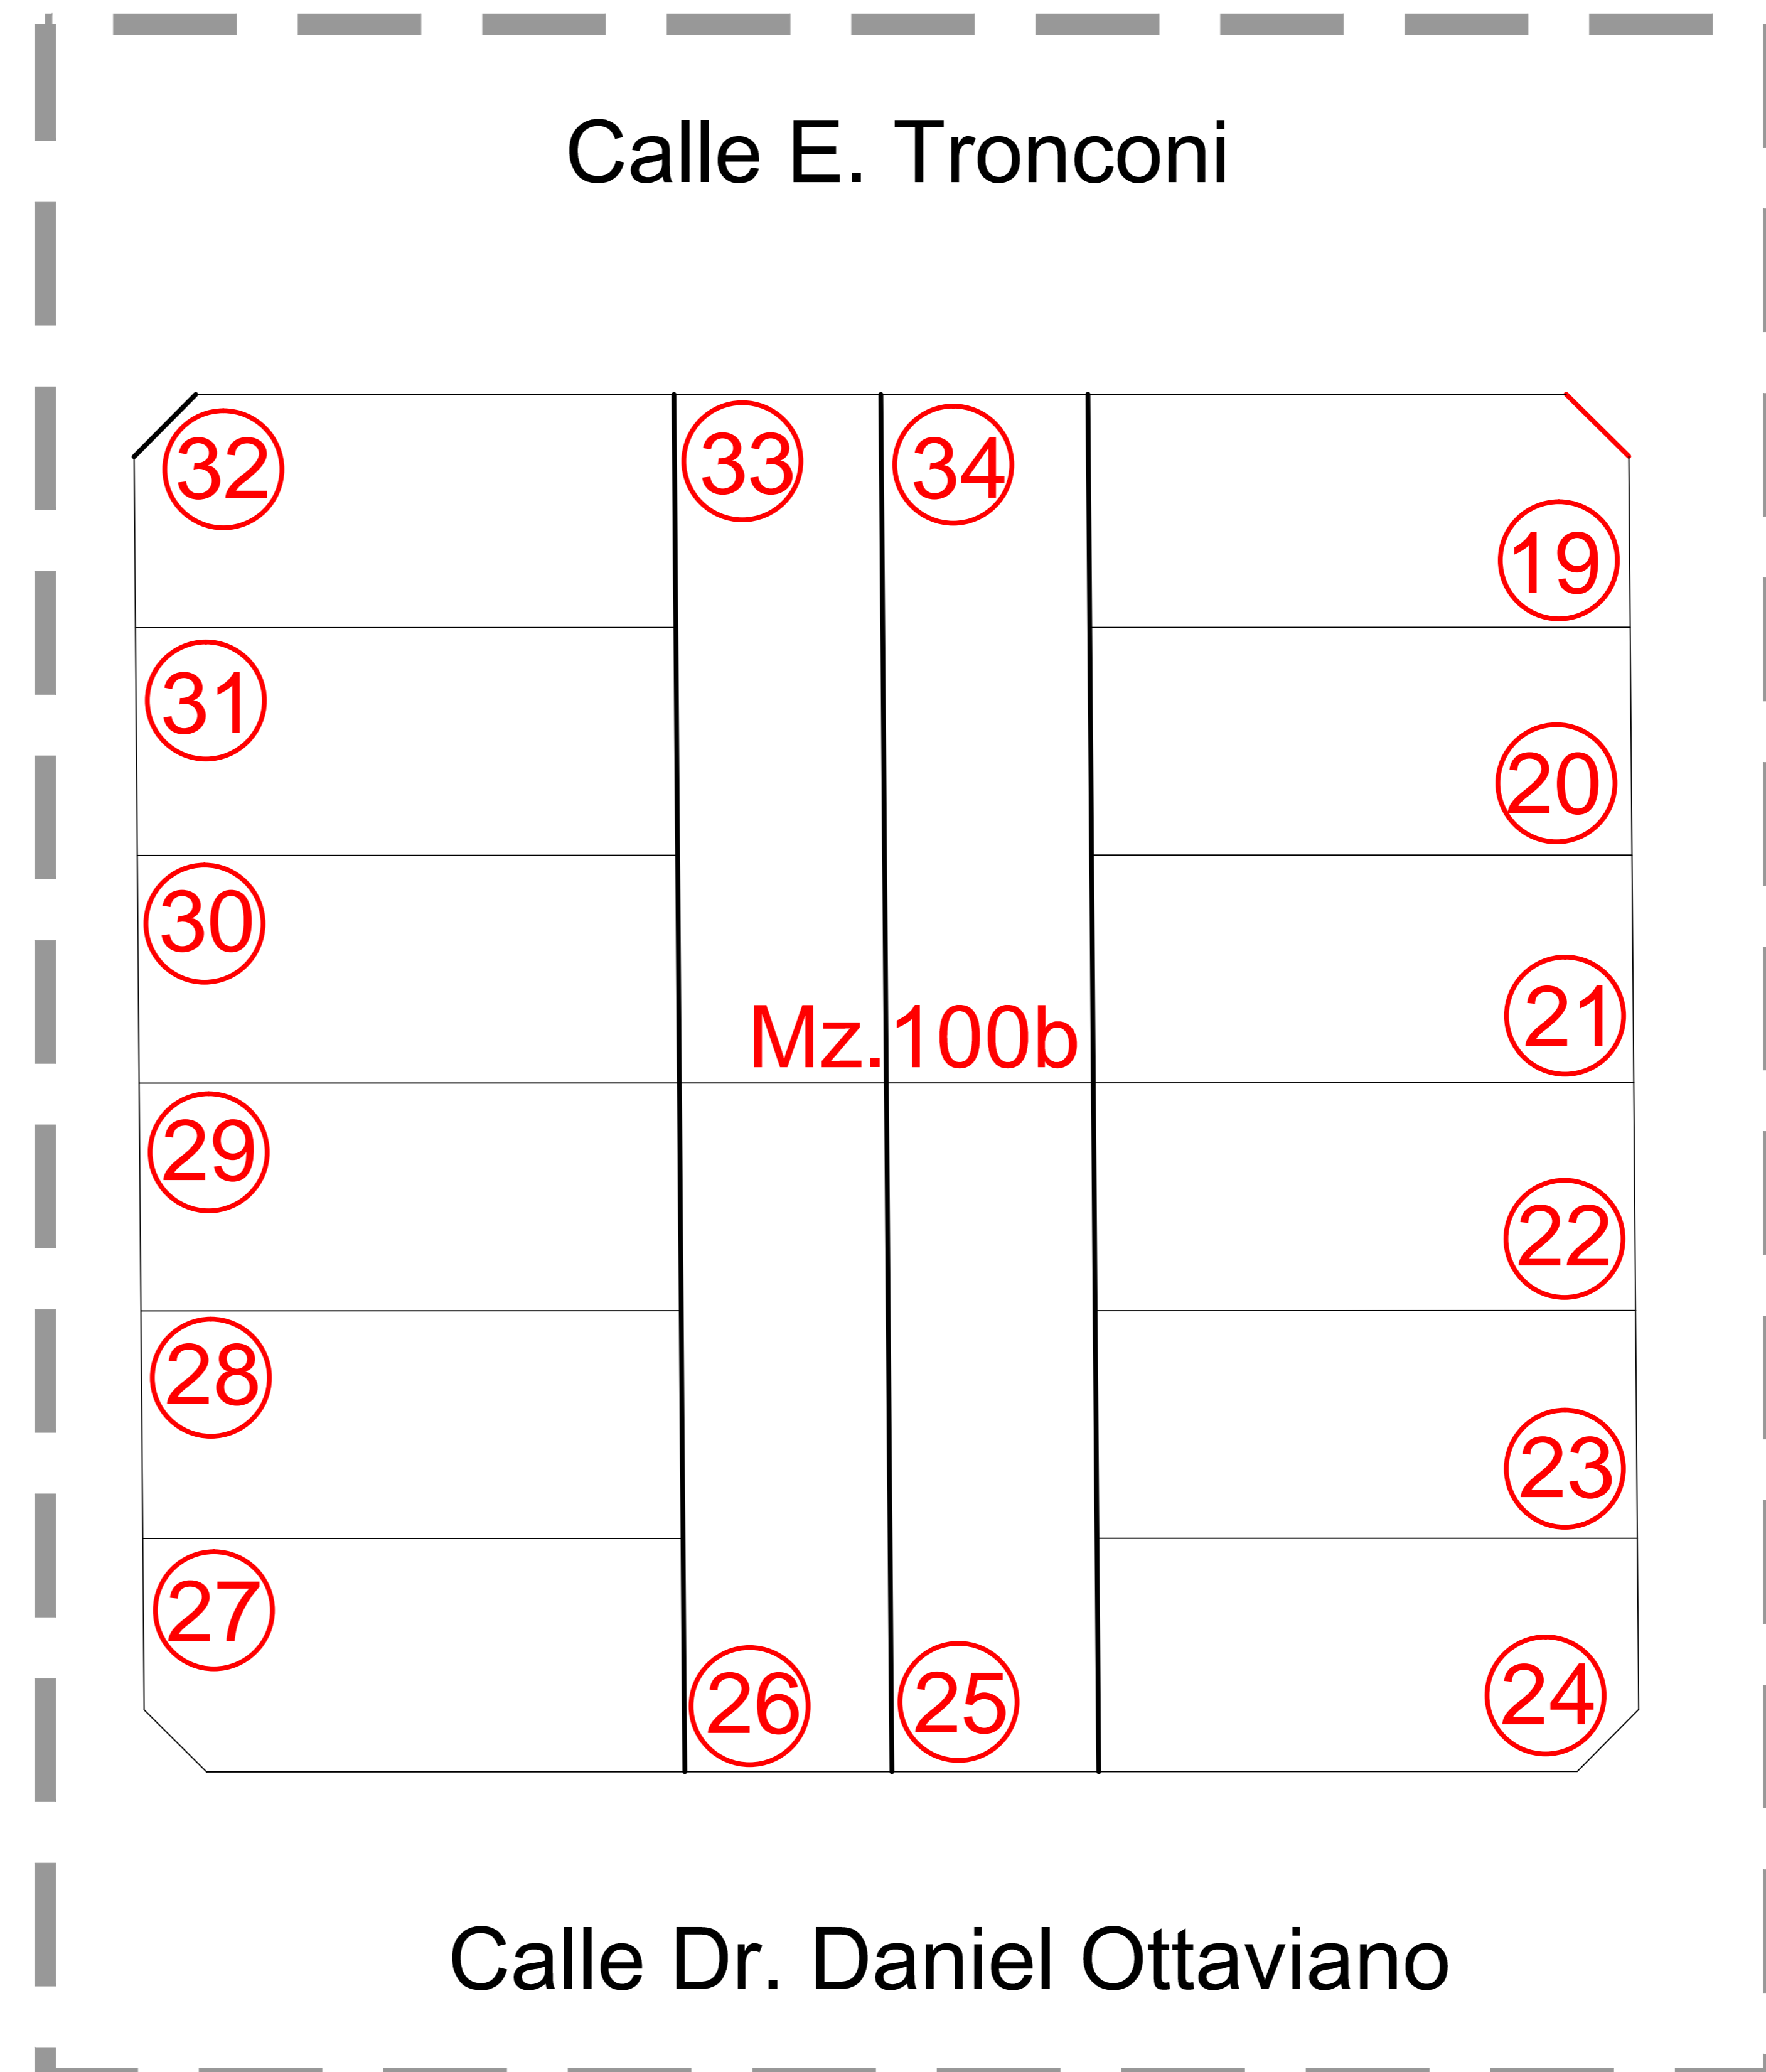 Calle E. Tronconi
32 33 34
19
31
20
30
21
Mz.100b
29
22
28
23
27
26 25 24
Calle Dr. Daniel Ottaviano